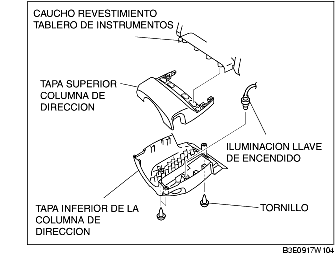 CAUCHO REVESTIMIENTO
TABLERO DE INSTRUMENTOS
TAPA SUPERIOR
COLUMNA DE
DIRECCION
ILUMINACION LLAVE
DE ENCENDIDO
TAPA INFERIOR DE LA
COLUMNA DE
DIRECCION
TORNILLO
B3E0917W104